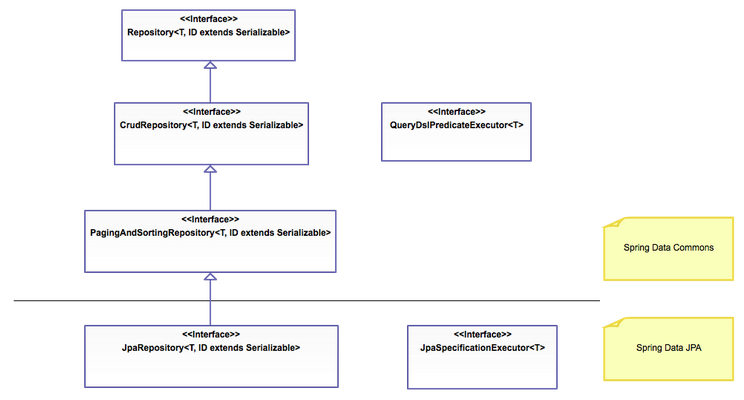 <<Interface>>
Repository<T, ID extends Serializable>
<<Interface>>
CrudRepository<T, ID extends Serializable>
<<Interface>>
QueryDslPredicateExecutor<T>
<<Interface>>
PagingAndSortingRepository<T, ID extends Serializable>
Spring Data Commons
<<Interface>>
JpaRepository<T, ID extends Serializable>
<<Interface>>
JpaSpecificationExecutor<T>
Spring Data JPA